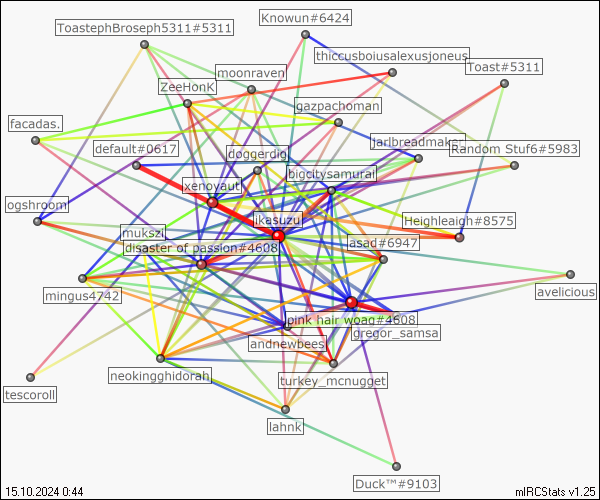 Knowun#6424
ToastephBroseph5311#5311
thiccusboiusalexusjoneus
Toast#5311
moonraven
ZeeHonK
gazpachoman
facadas.
default#0617
jailbreadmaker
Random Stuf6#5983
doggerdig
bigcitysamurai
xenoyaut
ogshroom
ikasuzu
Heighleaigh#8575
mukszi
asad#6947
disaster of passion#4608
mingus4742
avelicious
pink hair woag#4608
gregor_samsa
andnewbees
neokingghidorah
turkey_mcnugget
tescoroll
lahnk
Duck™#9103
15.10.2024 0:44
mIRCStats v1.25